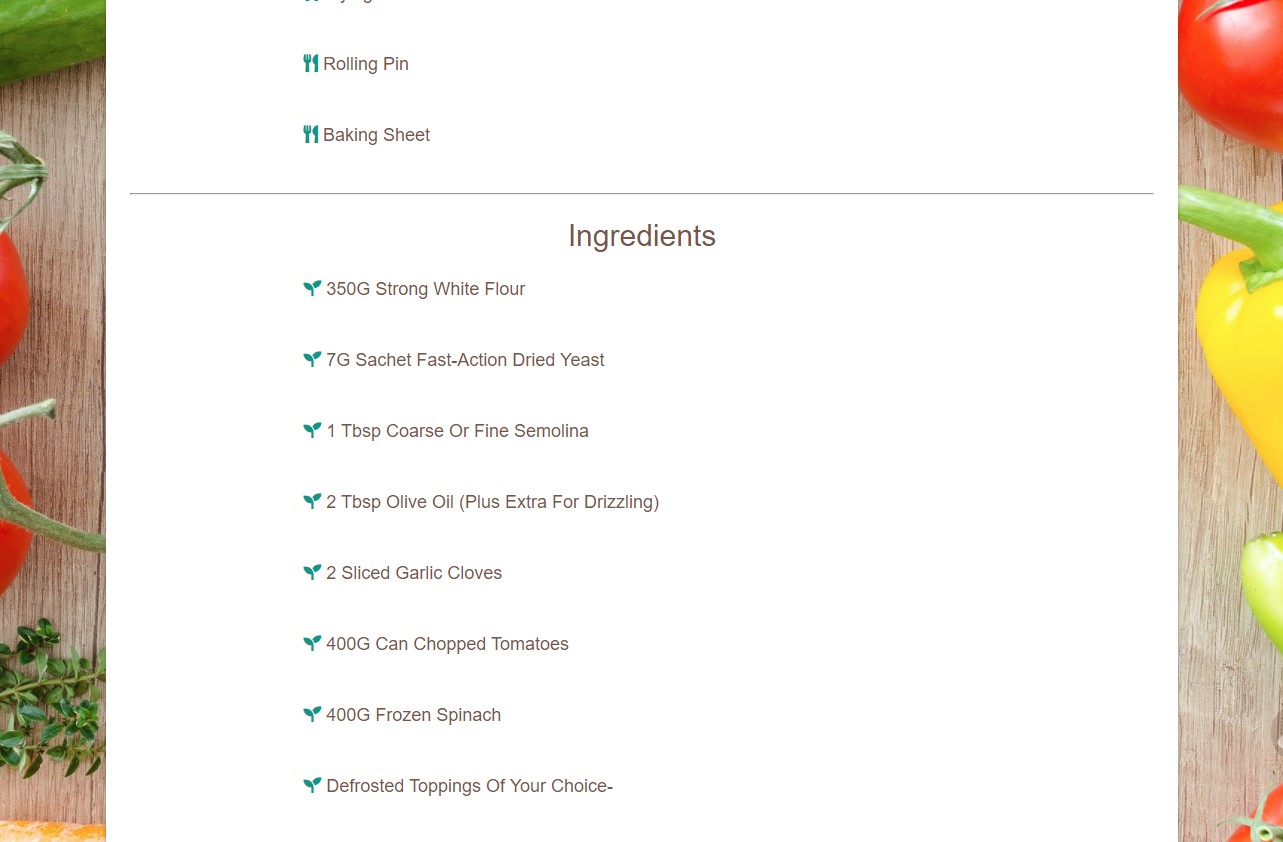 Rolling Pin
Baking Sheet
Ingredients
350G Strong White Flour
7G Sachet Fast-Action Dried Yeast
1 Tbsp Coarse Or Fine Semolina
2 Tbsp Olive Oil (Plus Extra For Drizzling)
2 Sliced Garlic Cloves
400G Can Chopped Tomatoes
400G Frozen Spinach
Defrosted Toppings Of Your Choice-